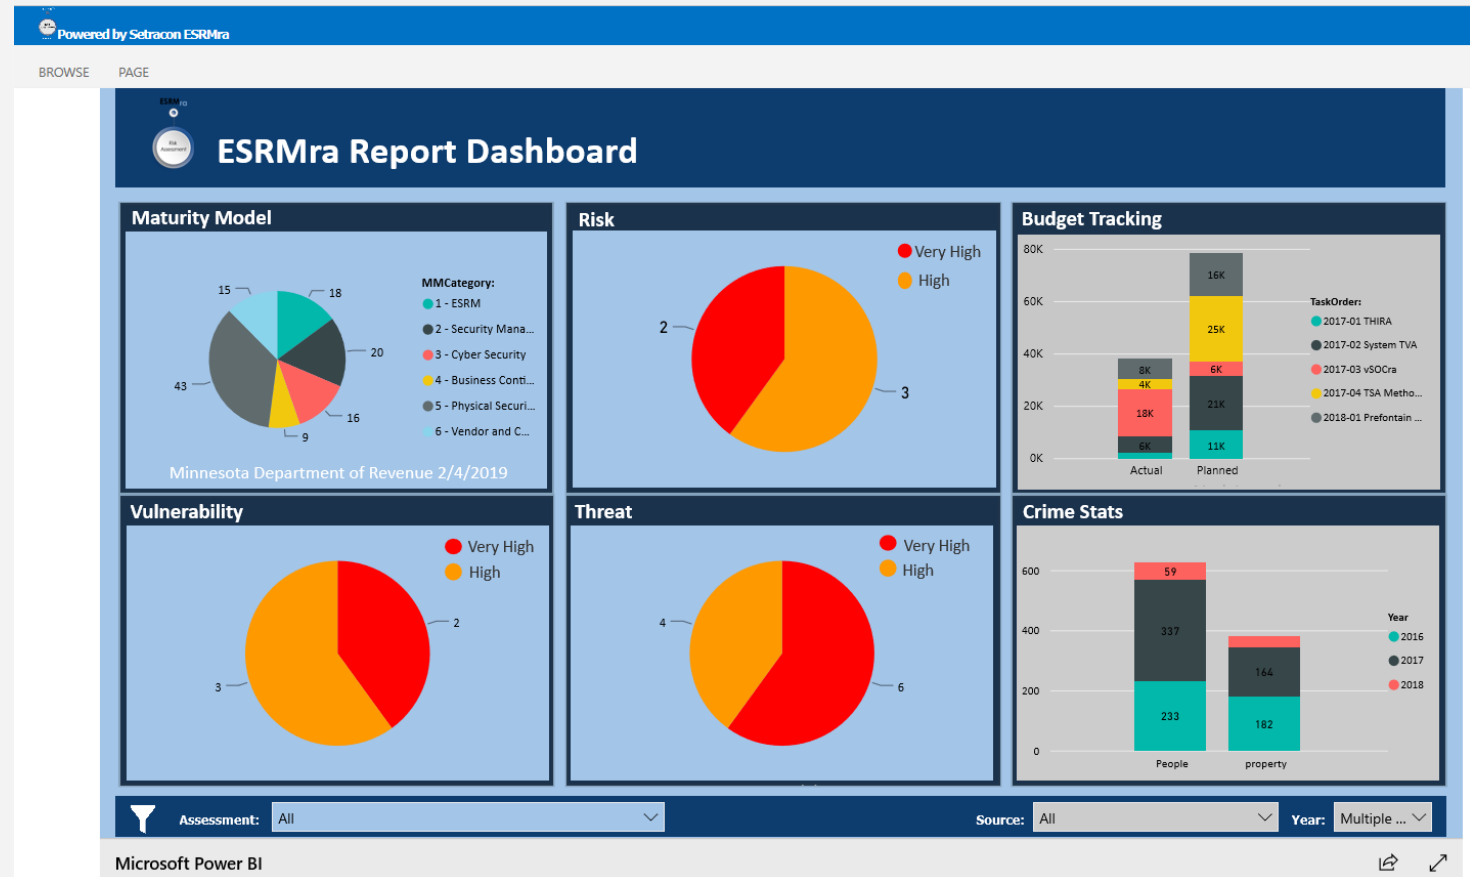 Powered by Setracon ESRMra
BROWSE PAGE
ESRMra
Risk
Assessment
ESRMra Report Dashboard
Maturity Model
15
18
20
43
16
9
MMCategory:
1 - ESRM
2 - Security Mana...
3 - Cyber Security
4 - Business Conti...
5 - Physical Securi...
6 - Vendor and C...
Minnesota Department of Revenue 2/4/2019
Risk
Very High
High
2
3
Budget Tracking
80K
60K
40K
20K
0K
8K
4K
18K
6K
16K
25K
6K
21K
11K
Actual Planned
TaskOrder:
2017-01 THIRA
2017-02 System TVA
2017-03 vSOCra
2017-04 TSA Metho...
2018-01 Prefontain ...
Vulnerability
Very High
High
2
3
Threat
Very High
High
4
6
Crime Stats
600
400
200
0
59
337
233
164
182
People property
Year
2016
2017
2018
Assessment: All
Source: All
Year: Multiple ...
Microsoft Power BI